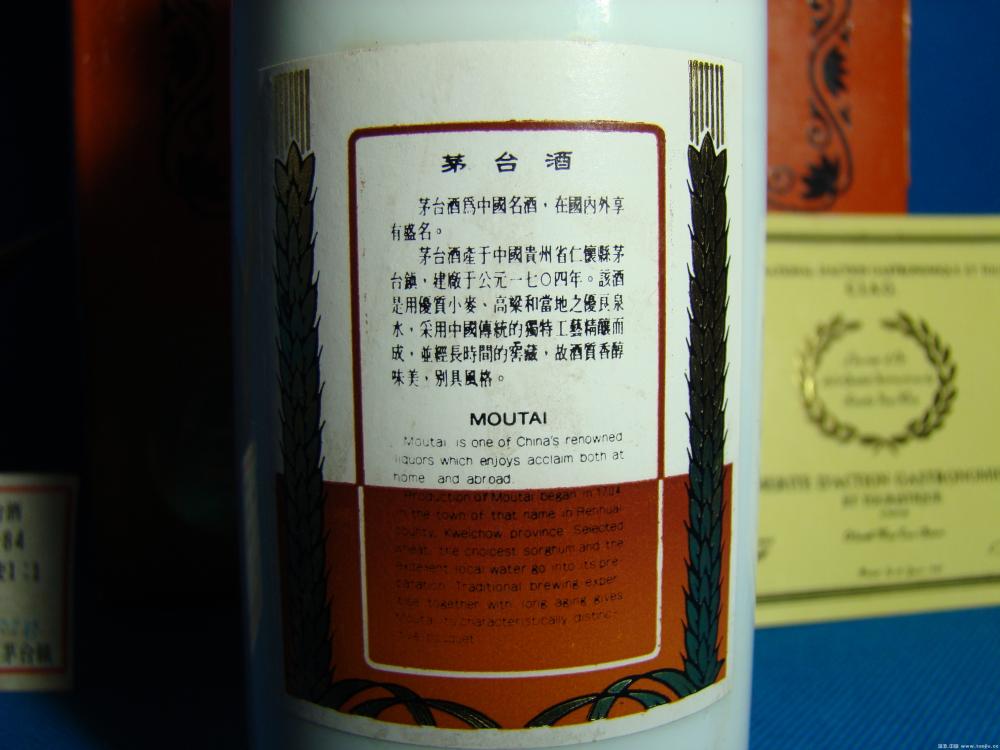 茅台酒
茅台酒爲中國名酒，在國內外享
有盛名。
茅台酒產于中國貴州省仁懷縣茅
台鎮，建廠于公元一七〇四年。該酒
是用優質小麥、高粱和當地之優良泉
水，采用中國傳統的獨特工藝精釀而
成，並經長時間的窖藏，故酒質香醇
味美，別具風格。
MOUTAI
Moutai is one of China's renowned
liquors which enjoys acclaim both at
home and abroad.
Production of Moutai began in 1704
in the town of that name in Renhuai
county, Kweichow province. Selected
wheat, the choicest sorghum and the
excellent local water go into its pre-
paration. Traditional brewing exper-
tise together with long aging gives
Moutai its characteristically distinc-
tive bouquet.